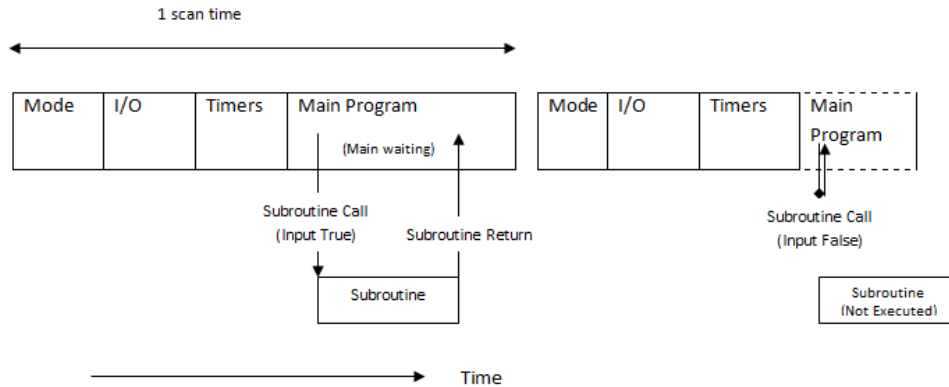 1 scan time
Mode
I/O
Timers
Main Program
(Main waiting)
Mode
I/O
Timers
Main
Program
Subroutine Call
(Input True)
Subroutine Return
Subroutine Call
(Input False)
Subroutine
Subroutine
(Not Executed)
Time